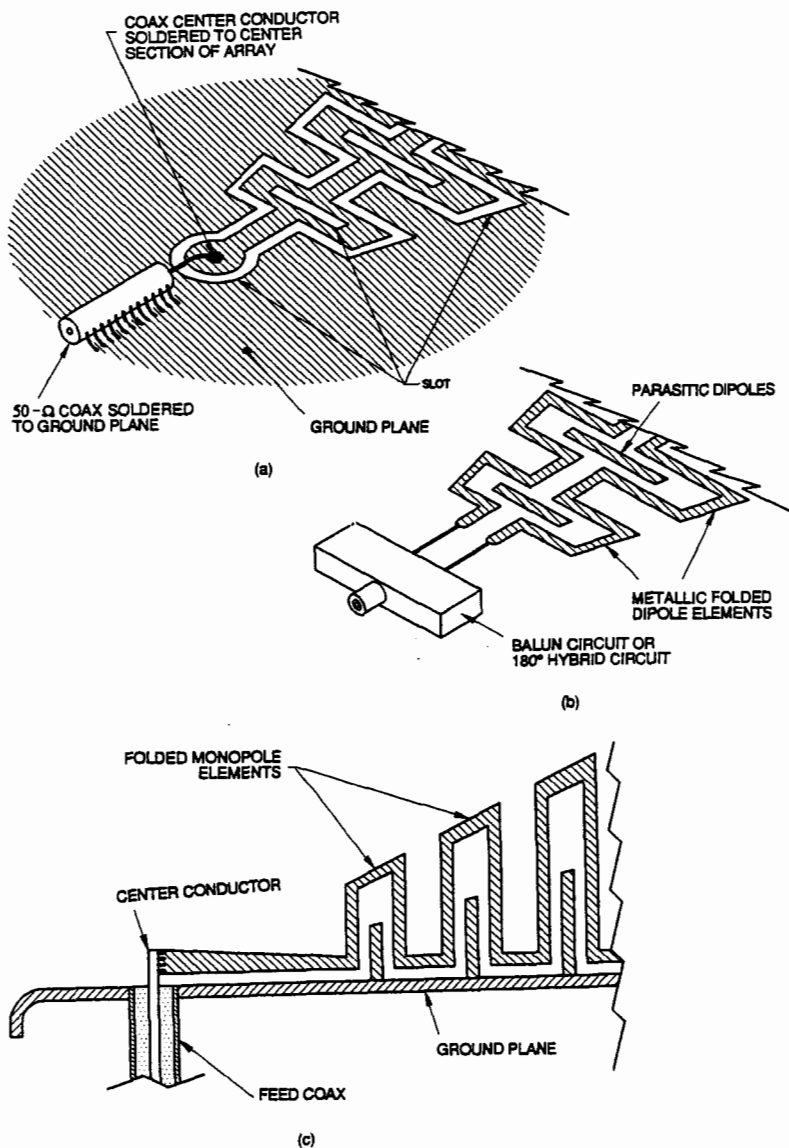 COAX CENTER CONDUCTOR
SOLDERED TO CENTER
SECTION OF ARRAY
SLOT
50-Ω COAX SOLDERED
TO GROUND PLANE
GROUND PLANE
(a)
PARASITIC DIPOLES
METALLIC FOLDED
DIPOLE ELEMENTS
BALUN CIRCUIT OR
180° HYBRID CIRCUIT
(b)
FOLDED MONOPOLE
ELEMENTS
CENTER CONDUCTOR
GROUND PLANE
FEED COAX
(c)